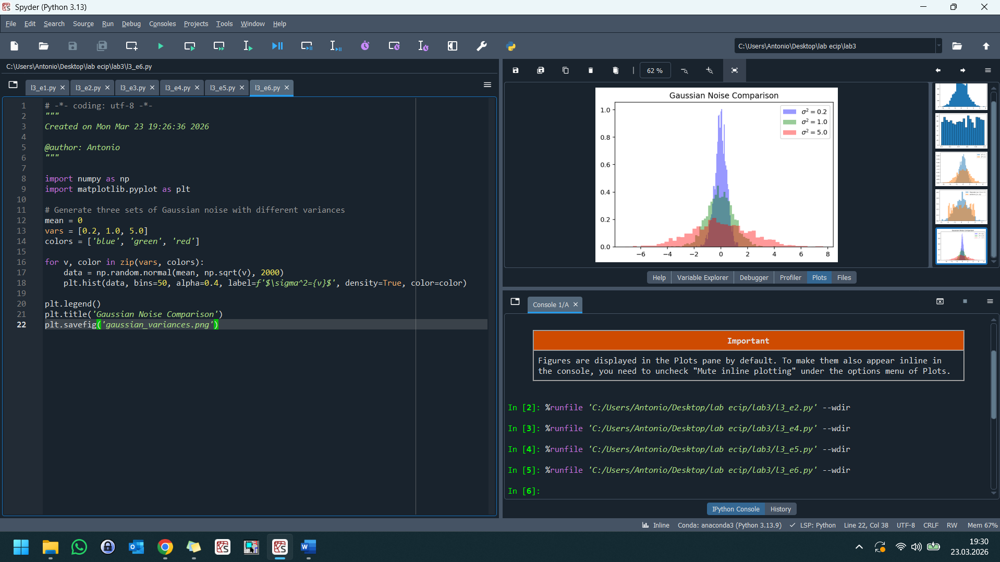 Spyder (Python 3.13)
File Edit Search Source Run Debug Consoles Projects Tools Window Help
C:\Users\Antonio\Desktop\lab ecip\lab3
C:\Users\Antonio\Desktop\lab ecip\lab3\l3_e6.py
l3_e1.py l3_e2.py l3_e3.py l3_e4.py l3_e5.py l3_e6.py
1 # -*- coding: utf-8 -*-
2 """
3 Created on Mon Mar 23 19:26:36 2026
4
5 @author: Antonio
6 """
7
8 import numpy as np
9 import matplotlib.pyplot as plt
10
11 # Generate three sets of Gaussian noise with different variances
12 mean = 0
13 vars = [0.2, 1.0, 5.0]
14 colors = ['blue', 'green', 'red']
15
16 for v, color in zip(vars, colors):
17     data = np.random.normal(mean, np.sqrt(v), 2000)
18     plt.hist(data, bins=50, alpha=0.4, label=f'$\sigma^2={v}$', density=True, color=color)
19
20 plt.legend()
21 plt.title('Gaussian Noise Comparison')
22 plt.savefig('gaussian_variances.png')
62 %
Gaussian Noise Comparison
σ² = 0.2
σ² = 1.0
σ² = 5.0
1.0
0.8
0.6
0.4
0.2
0.0
−6 −4 −2 0 2 4 6 8
Help Variable Explorer Debugger Profiler Plots Files
Console 1/A
Important
Figures are displayed in the Plots pane by default. To make them also appear inline in
the console, you need to uncheck "Mute inline plotting" under the options menu of Plots.
In [2]: %runfile 'C:/Users/Antonio/Desktop/lab ecip/lab3/l3_e2.py' --wdir
In [3]: %runfile 'C:/Users/Antonio/Desktop/lab ecip/lab3/l3_e4.py' --wdir
In [4]: %runfile 'C:/Users/Antonio/Desktop/lab ecip/lab3/l3_e5.py' --wdir
In [5]: %runfile 'C:/Users/Antonio/Desktop/lab ecip/lab3/l3_e6.py' --wdir
In [6]:
IPython Console History
Inline Conda: anaconda3 (Python 3.13.9) ✓ LSP: Python Line 22, Col 38 UTF-8 CRLF RW Mem 67%
19:30
23.03.2026